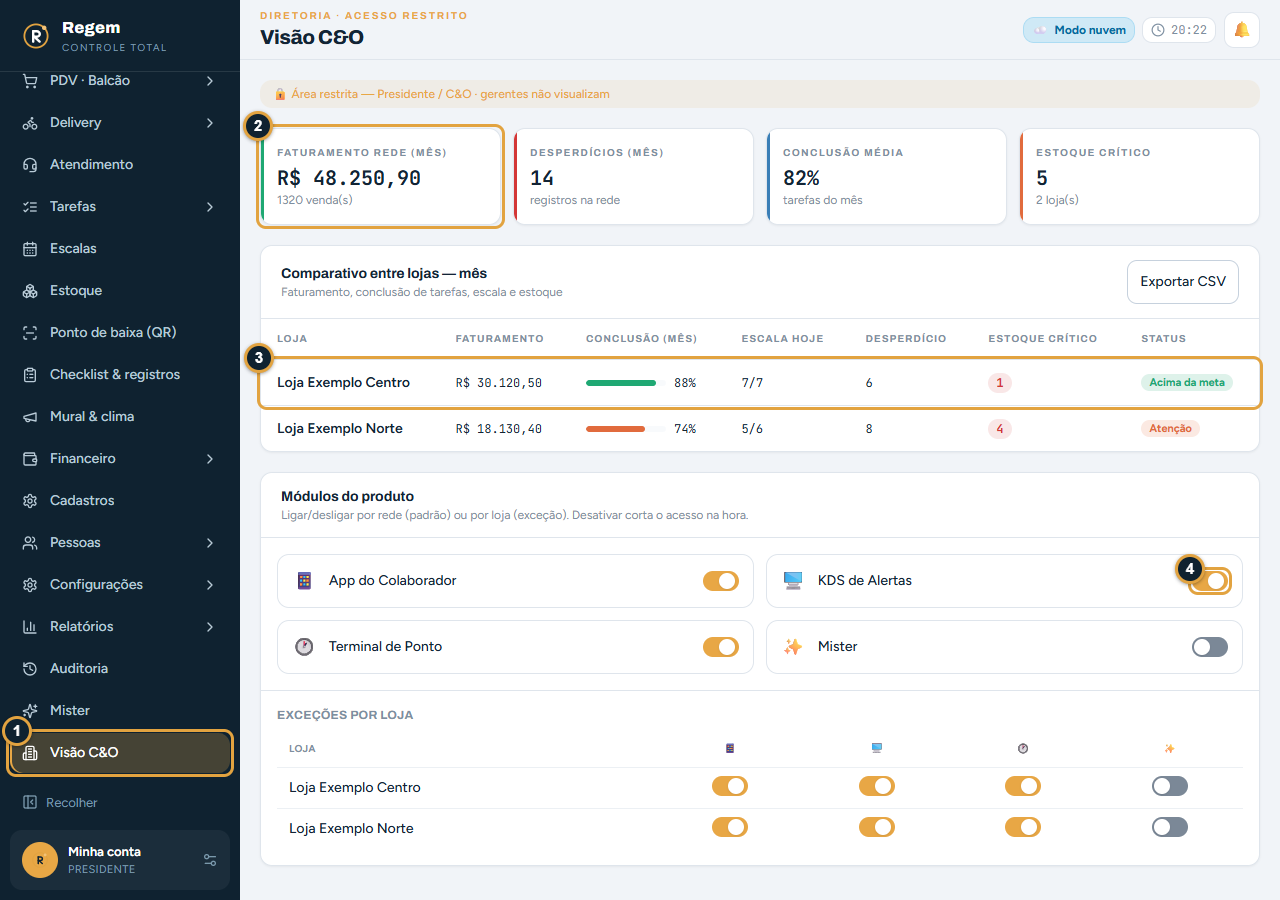 Regem
CONTROLE TOTAL
PDV · Balcão
Delivery
Atendimento
Tarefas
Escalas
Estoque
Ponto de baixa (QR)
Checklist & registros
Mural & clima
Financeiro
Cadastros
Pessoas
Configurações
Relatórios
Auditoria
Mister
1
Visão C&O
Recolher
R
Minha conta
PRESIDENTE
DIRETORIA · ACESSO RESTRITO
Visão C&O
Modo nuvem
20:22
Área restrita — Presidente / C&O · gerentes não visualizam
2
FATURAMENTO REDE (MÊS)
R$ 48.250,90
1320 venda(s)
DESPERDÍCIOS (MÊS)
14
registros na rede
CONCLUSÃO MÉDIA
82%
tarefas do mês
ESTOQUE CRÍTICO
5
2 loja(s)
Comparativo entre lojas — mês
Faturamento, conclusão de tarefas, escala e estoque
Exportar CSV
LOJA FATURAMENTO CONCLUSÃO (MÊS) ESCALA HOJE DESPERDÍCIO ESTOQUE CRÍTICO STATUS
3
Loja Exemplo Centro R$ 30.120,50 88% 7/7 6 1 Acima da meta
Loja Exemplo Norte R$ 18.130,40 74% 5/6 8 4 Atenção
Módulos do produto
Ligar/desligar por rede (padrão) ou por loja (exceção). Desativar corta o acesso na hora.
App do Colaborador
KDS de Alertas
4
Terminal de Ponto
Mister
EXCEÇÕES POR LOJA
LOJA
Loja Exemplo Centro
Loja Exemplo Norte